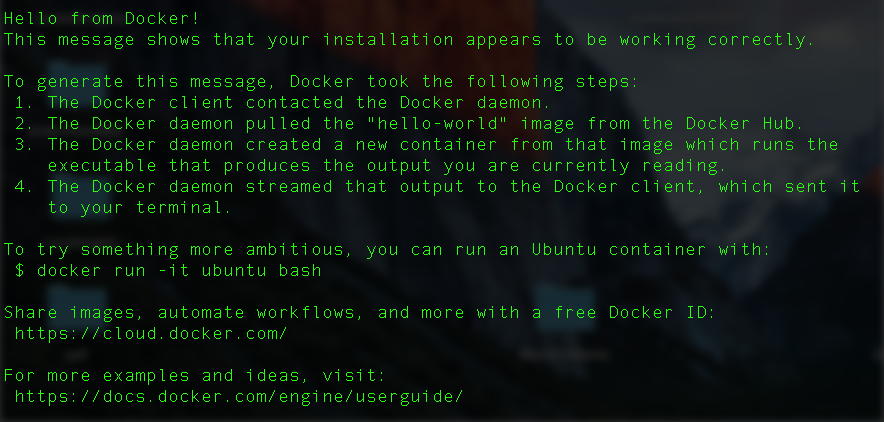 Hello from Docker!
This message shows that your installation appears to be working correctly.

To generate this message, Docker took the following steps:
 1. The Docker client contacted the Docker daemon.
 2. The Docker daemon pulled the "hello-world" image from the Docker Hub.
 3. The Docker daemon created a new container from that image which runs the
    executable that produces the output you are currently reading.
 4. The Docker daemon streamed that output to the Docker client, which sent it
    to your terminal.

To try something more ambitious, you can run an Ubuntu container with:
 $ docker run -it ubuntu bash

Share images, automate workflows, and more with a free Docker ID:
 https://cloud.docker.com/

For more examples and ideas, visit:
 https://docs.docker.com/engine/userguide/